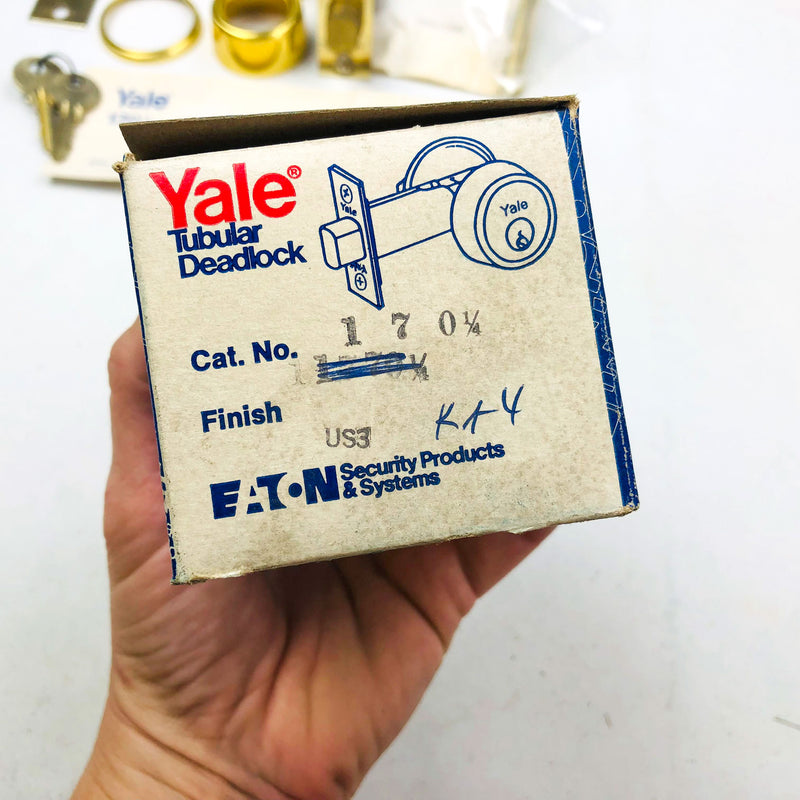 Yale
Yale®
Tubular
Deadlock
Yale
Yale
Cat. No. 1 7 0¼
Finish
US3
KA4
EATON Security Products
& Systems